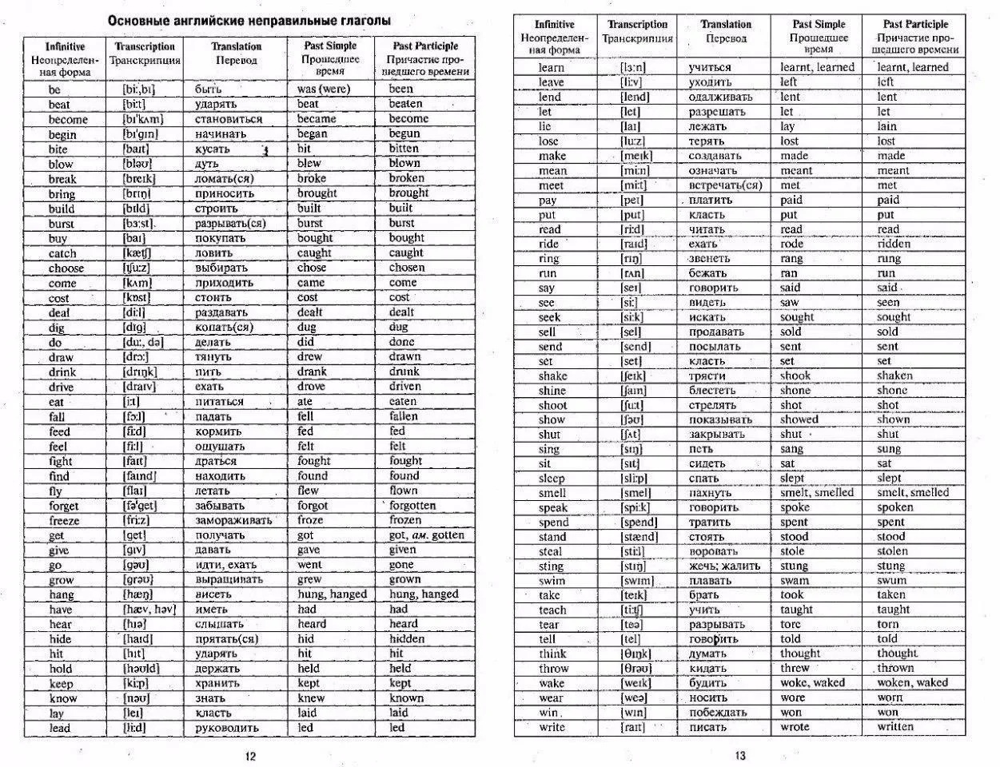 Основные английские неправильные глаголы
Infinitive Transcription Translation Past Simple Past Participle
Неопределен- Транскрипция Перевод Прошедшее Причастие про-
ная форма время шедшего времени
be [bi:,bɪ] быть was (were) been
beat [bi:t] ударять beat beaten
become [bɪ'kʌm] становиться became become
begin [bɪ'gɪn] начинать began begun
bite [baɪt] кусать bit bitten
blow [bləʊ] дуть blew blown
break [breɪk] ломать(ся) broke broken
bring [brɪŋ] приносить brought brought
build [bɪld] строить built built
burst [bɜ:st] разрывать(ся) burst burst
buy [baɪ] покупать bought bought
catch [kæʧ] ловить caught caught
choose [ʧu:z] выбирать chose chosen
come [kʌm] приходить came come
cost [kɒst] стоить cost cost
deal [di:l] раздавать dealt dealt
dig [dɪg] копать(ся) dug dug
do [du:, də] делать did done
draw [drɔ:] тянуть drew drawn
drink [drɪŋk] пить drank drunk
drive [draɪv] ехать drove driven
eat [i:t] питаться ate eaten
fall [fɔ:l] падать fell fallen
feed [fi:d] кормить fed fed
feel [fi:l] ощущать felt felt
fight [faɪt] драться fought fought
find [faɪnd] находить found found
fly [flaɪ] летать flew flown
forget [fə'get] забывать forgot forgotten
freeze [fri:z] замораживать froze frozen
get [get] получать got got, ам. gotten
give [gɪv] давать gave given
go [gəʊ] идти, ехать went gone
grow [grəʊ] выращивать grew grown
hang [hæŋ] висеть hung, hanged hung, hanged
have [hæv, həv] иметь had had
hear [hɪə] слышать heard heard
hide [haɪd] прятать(ся) hid hidden
hit [hɪt] ударять hit hit
hold [həʊld] держать held held
keep [ki:p] хранить kept kept
know [nəʊ] знать knew known
lay [leɪ] класть laid laid
lead [li:d] руководить led led
12
Infinitive Transcription Translation Past Simple Past Participle
Неопределен- Транскрипция Перевод Прошедшее Причастие про-
ная форма время шедшего времени
learn [lɜ:n] учиться learnt, learned learnt, learned
leave [li:v] уходить left left
lend [lend] одалживать lent lent
let [let] разрешать let let
lie [laɪ] лежать lay lain
lose [lu:z] терять lost lost
make [meɪk] создавать made made
mean [mi:n] означать meant meant
meet [mi:t] встречать(ся) met met
pay [peɪ] платить paid paid
put [put] класть put put
read [ri:d] читать read read
ride [raɪd] ехать rode ridden
ring [rɪŋ] звенеть rang rung
run [rʌn] бежать ran run
say [seɪ] говорить said said
see [si:] видеть saw seen
seek [si:k] искать sought sought
sell [sel] продавать sold sold
send [send] посылать sent sent
set [set] класть set set
shake [ʃeɪk] трясти shook shaken
shine [ʃaɪn] блестеть shone shone
shoot [ʃu:t] стрелять shot shot
show [ʃəʊ] показывать showed shown
shut [ʃʌt] закрывать shut shut
sing [sɪŋ] петь sang sung
sit [sɪt] сидеть sat sat
sleep [sli:p] спать slept slept
smell [smel] пахнуть smelt, smelled smelt, smelled
speak [spi:k] говорить spoke spoken
spend [spend] тратить spent spent
stand [stænd] стоять stood stood
steal [sti:l] воровать stole stolen
sting [stɪŋ] жечь; жалить stung stung
swim [swɪm] плавать swam swum
take [teɪk] брать took taken
teach [ti:ʧ] учить taught taught
tear [teə] разрывать tore torn
tell [tel] говорить told told
think [θɪŋk] думать thought thought
throw [θrəʊ] кидать threw thrown
wake [weɪk] будить woke, waked woken, waked
wear [weə] носить wore worn
win [wɪn] побеждать won won
write [raɪt] писать wrote written
13